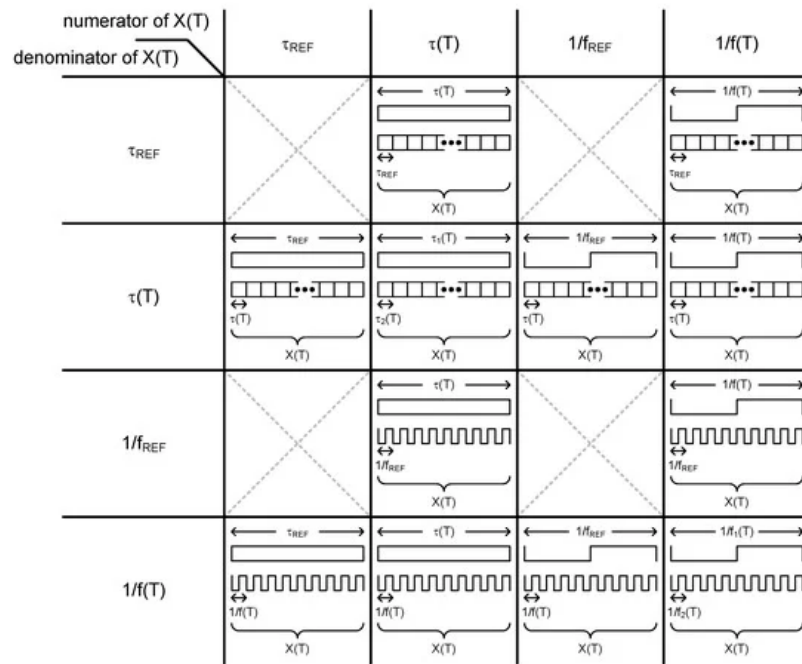 numerator of X(T)
denominator of X(T)
τREF τ(T) 1/fREF 1/f(T)
τREF
τ(T) 1/f(T)
τREF τREF
X(T) X(T)
τ(T)
τREF τ₁(T) 1/fREF 1/f(T)
τ(T) τ₂(T) τ(T) τ(T)
X(T) X(T) X(T) X(T)
1/fREF
τ(T) 1/f(T)
1/fREF 1/fREF
X(T) X(T)
1/f(T)
τREF τ(T) 1/fREF 1/f₁(T)
1/f(T) 1/f(T) 1/f(T) 1/f₂(T)
X(T) X(T) X(T) X(T)